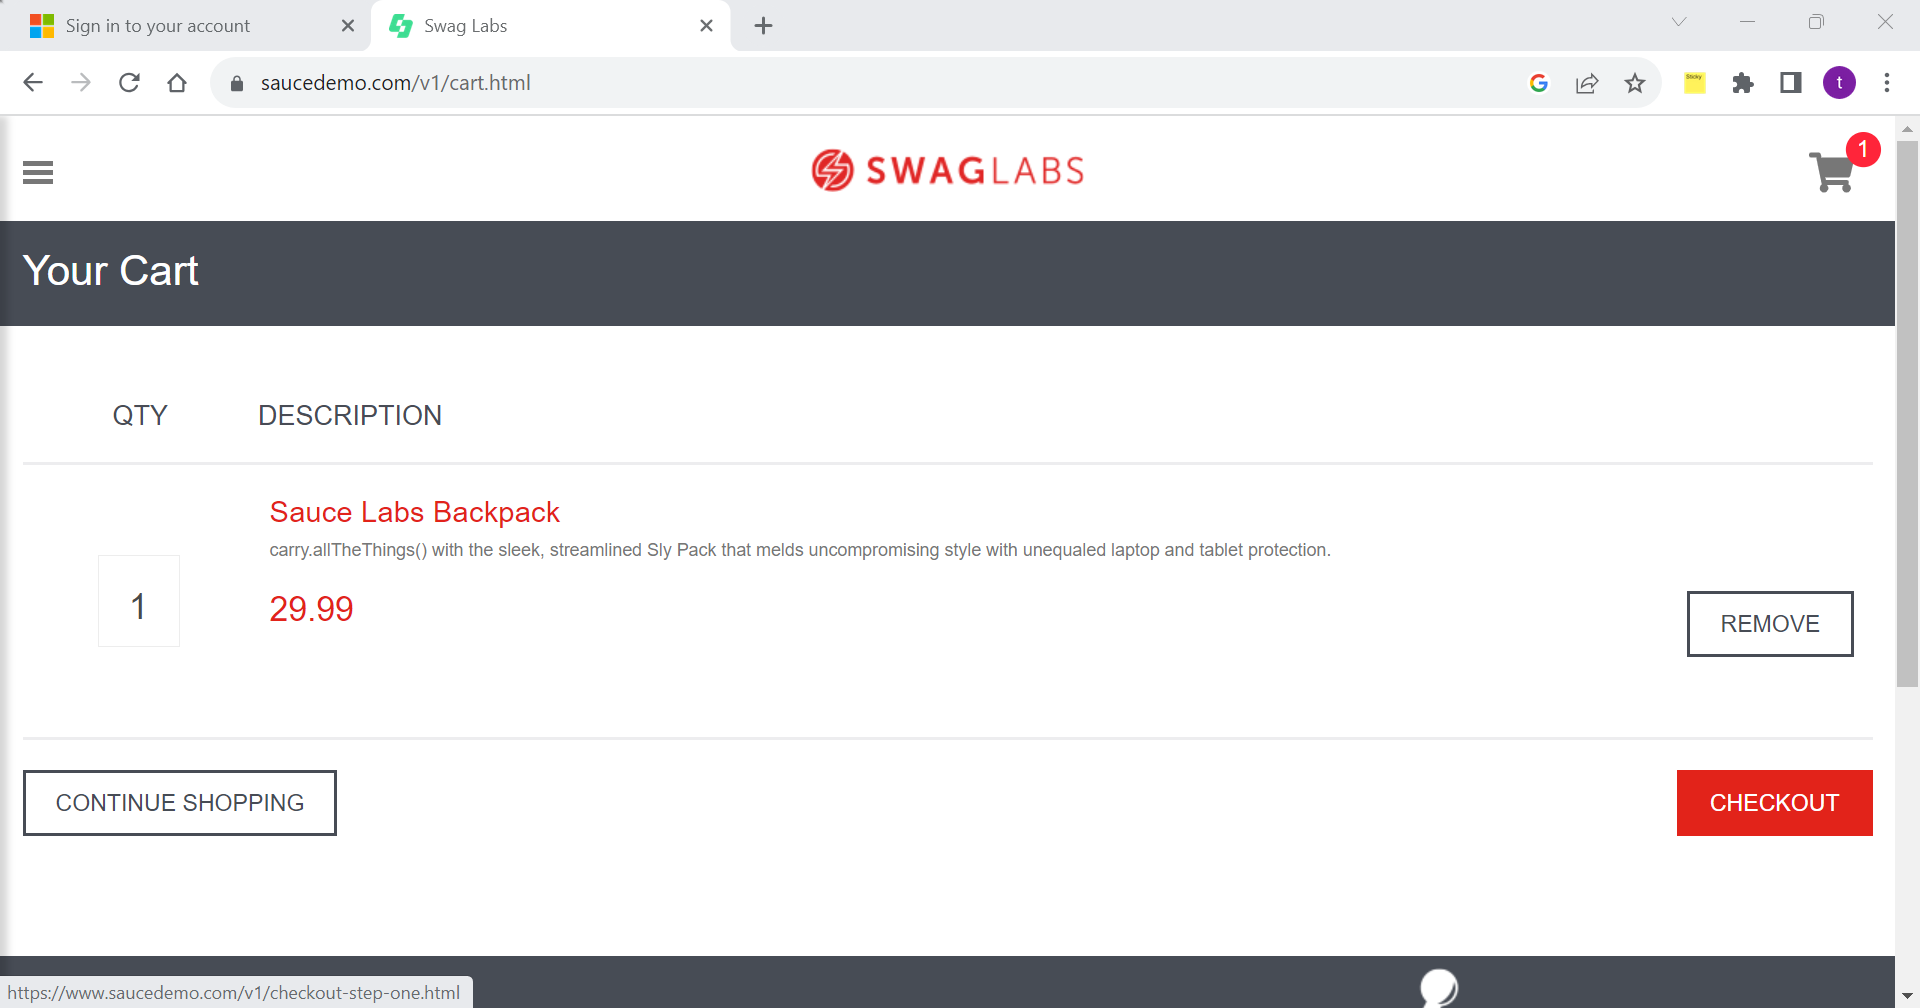 Sign in to your account
Swag Labs
saucedemo.com/v1/cart.html
Sticky
t
SWAGLABS
1
Your Cart
QTY DESCRIPTION
Sauce Labs Backpack
carry.allTheThings() with the sleek, streamlined Sly Pack that melds uncompromising style with unequaled laptop and tablet protection.
1
29.99
REMOVE
CONTINUE SHOPPING
CHECKOUT
https://www.saucedemo.com/v1/checkout-step-one.html